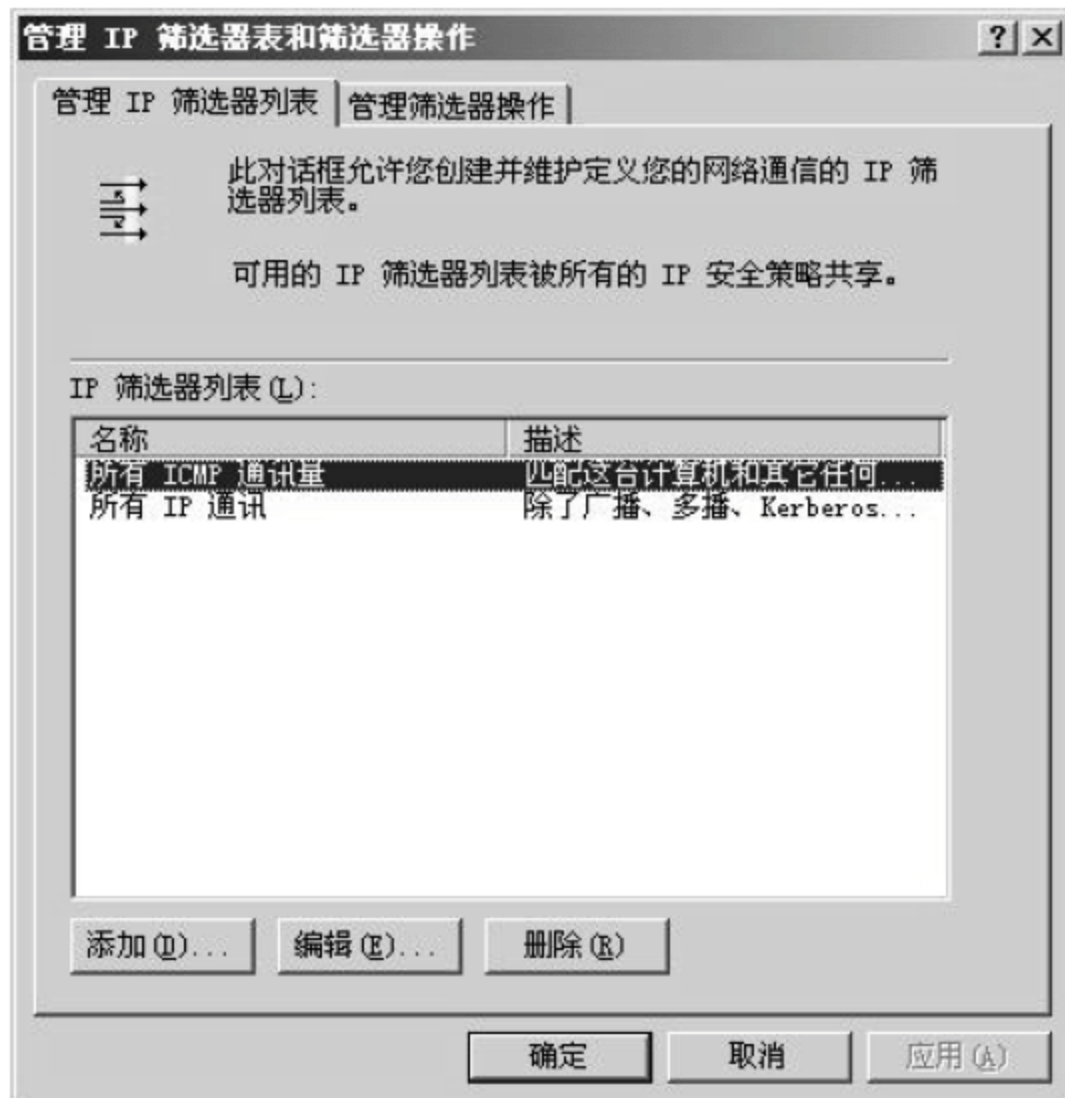 管理 IP 筛选器表和筛选器操作
管理 IP 筛选器列表 管理筛选器操作
此对话框允许您创建并维护定义您的网络通信的 IP 筛
选器列表。
可用的 IP 筛选器列表被所有的 IP 安全策略共享。
IP 筛选器列表(L):
名称 描述
所有 ICMP 通讯量 匹配这台计算机和其它任何...
所有 IP 通讯 除了广播、多播、Kerberos...
添加(D)... 编辑(E)... 删除(R)
确定 取消 应用(A)